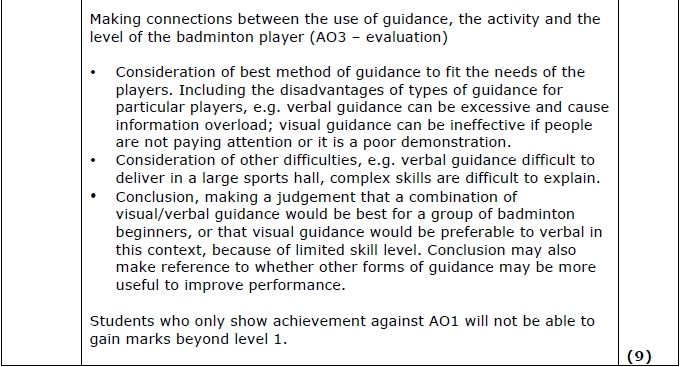 Making connections between the use of guidance, the activity and the
level of the badminton player (AO3 – evaluation)
• Consideration of best method of guidance to fit the needs of the
players. Including the disadvantages of types of guidance for
particular players, e.g. verbal guidance can be excessive and cause
information overload; visual guidance can be ineffective if people
are not paying attention or it is a poor demonstration.
• Consideration of other difficulties, e.g. verbal guidance difficult to
deliver in a large sports hall, complex skills are difficult to explain.
• Conclusion, making a judgement that a combination of
visual/verbal guidance would be best for a group of badminton
beginners, or that visual guidance would be preferable to verbal in
this context, because of limited skill level. Conclusion may also
make reference to whether other forms of guidance may be more
useful to improve performance.
Students who only show achievement against AO1 will not be able to
gain marks beyond level 1.
(9)